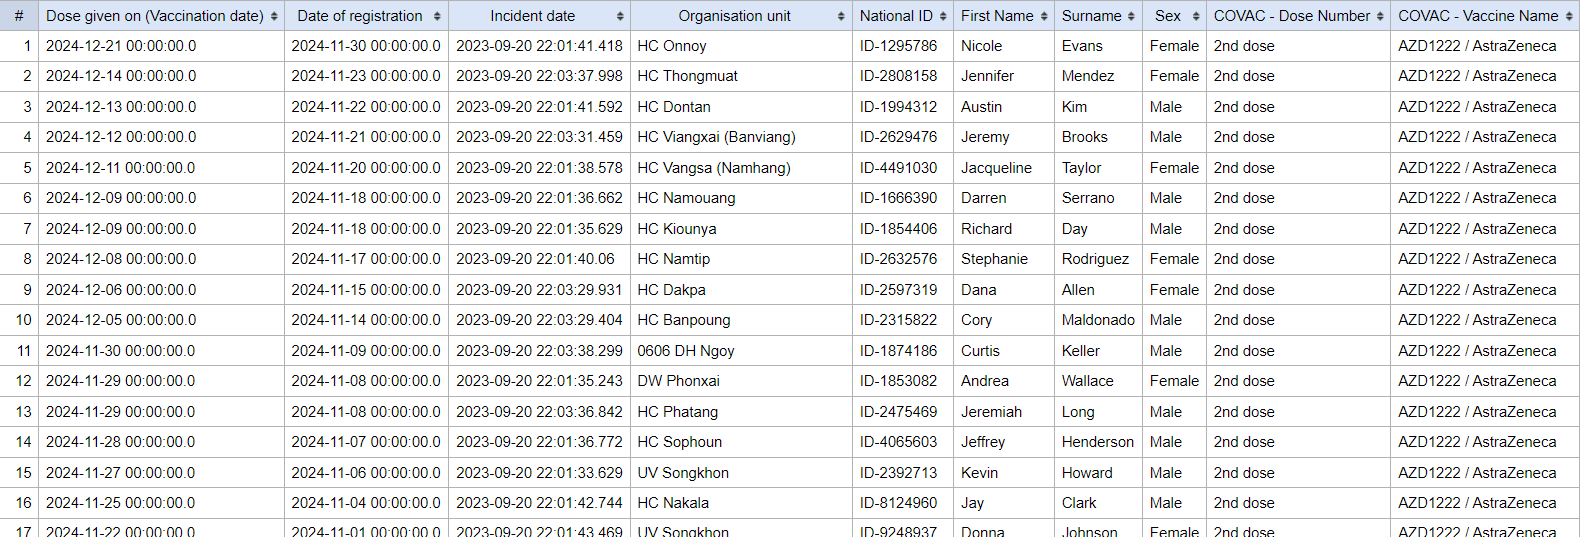 # Dose given on (Vaccination date) Date of registration Incident date Organisation unit National ID First Name Surname Sex COVAC - Dose Number COVAC - Vaccine Name
1 2024-12-21 00:00:00.0 2024-11-30 00:00:00.0 2023-09-20 22:01:41.418 HC Onnoy ID-1295786 Nicole Evans Female 2nd dose AZD1222 / AstraZeneca
2 2024-12-14 00:00:00.0 2024-11-23 00:00:00.0 2023-09-20 22:03:37.998 HC Thongmuat ID-2808158 Jennifer Mendez Female 2nd dose AZD1222 / AstraZeneca
3 2024-12-13 00:00:00.0 2024-11-22 00:00:00.0 2023-09-20 22:01:41.592 HC Dontan ID-1994312 Austin Kim Male 2nd dose AZD1222 / AstraZeneca
4 2024-12-12 00:00:00.0 2024-11-21 00:00:00.0 2023-09-20 22:03:31.459 HC Viangxai (Banviang) ID-2629476 Jeremy Brooks Male 2nd dose AZD1222 / AstraZeneca
5 2024-12-11 00:00:00.0 2024-11-20 00:00:00.0 2023-09-20 22:01:38.578 HC Vangsa (Namhang) ID-4491030 Jacqueline Taylor Female 2nd dose AZD1222 / AstraZeneca
6 2024-12-09 00:00:00.0 2024-11-18 00:00:00.0 2023-09-20 22:01:36.662 HC Namouang ID-1666390 Darren Serrano Male 2nd dose AZD1222 / AstraZeneca
7 2024-12-09 00:00:00.0 2024-11-18 00:00:00.0 2023-09-20 22:01:35.629 HC Kiounya ID-1854406 Richard Day Male 2nd dose AZD1222 / AstraZeneca
8 2024-12-08 00:00:00.0 2024-11-17 00:00:00.0 2023-09-20 22:01:40.06 HC Namtip ID-2632576 Stephanie Rodriguez Female 2nd dose AZD1222 / AstraZeneca
9 2024-12-06 00:00:00.0 2024-11-15 00:00:00.0 2023-09-20 22:03:29.931 HC Dakpa ID-2597319 Dana Allen Female 2nd dose AZD1222 / AstraZeneca
10 2024-12-05 00:00:00.0 2024-11-14 00:00:00.0 2023-09-20 22:03:29.404 HC Banpoung ID-2315822 Cory Maldonado Male 2nd dose AZD1222 / AstraZeneca
11 2024-11-30 00:00:00.0 2024-11-09 00:00:00.0 2023-09-20 22:03:38.299 0606 DH Ngoy ID-1874186 Curtis Keller Male 2nd dose AZD1222 / AstraZeneca
12 2024-11-29 00:00:00.0 2024-11-08 00:00:00.0 2023-09-20 22:01:35.243 DW Phonxai ID-1853082 Andrea Wallace Female 2nd dose AZD1222 / AstraZeneca
13 2024-11-29 00:00:00.0 2024-11-08 00:00:00.0 2023-09-20 22:03:36.842 HC Phatang ID-2475469 Jeremiah Long Male 2nd dose AZD1222 / AstraZeneca
14 2024-11-28 00:00:00.0 2024-11-07 00:00:00.0 2023-09-20 22:01:36.772 HC Sophoun ID-4065603 Jeffrey Henderson Male 2nd dose AZD1222 / AstraZeneca
15 2024-11-27 00:00:00.0 2024-11-06 00:00:00.0 2023-09-20 22:01:33.629 UV Songkhon ID-2392713 Kevin Howard Male 2nd dose AZD1222 / AstraZeneca
16 2024-11-25 00:00:00.0 2024-11-04 00:00:00.0 2023-09-20 22:01:42.744 HC Nakala ID-8124960 Jay Clark Male 2nd dose AZD1222 / AstraZeneca
17 2024-11-22 00:00:00.0 2024-11-01 00:00:00.0 2023-09-20 22:01:43.469 UV Songkhon ID-9248937 Donna Johnson Female 2nd dose AZD1222 / AstraZeneca